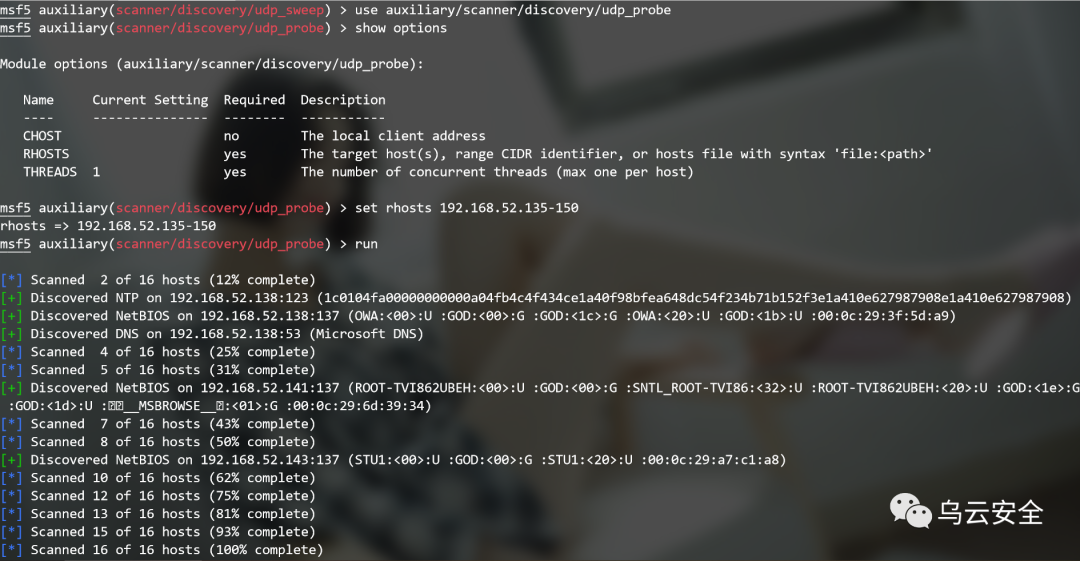 msf5 auxiliary(scanner/discovery/udp_sweep) > use auxiliary/scanner/discovery/udp_probe
msf5 auxiliary(scanner/discovery/udp_probe) > show options
Module options (auxiliary/scanner/discovery/udp_probe):
Name     Current Setting  Required  Description
----     ---------------  --------  -----------
CHOST                     no        The local client address
RHOSTS                    yes       The target host(s), range CIDR identifier, or hosts file with syntax 'file:<path>'
THREADS  1                yes       The number of concurrent threads (max one per host)
msf5 auxiliary(scanner/discovery/udp_probe) > set rhosts 192.168.52.135-150
rhosts => 192.168.52.135-150
msf5 auxiliary(scanner/discovery/udp_probe) > run
[*] Scanned  2 of 16 hosts (12% complete)
[+] Discovered NTP on 192.168.52.138:123 (1c0104fa00000000000a04fb4c4f434ce1a40f98bfea648dc54f234b71b152f3e1a410e627987908e1a410e627987908)
[+] Discovered NetBIOS on 192.168.52.138:137 (OWA:<00>:U :GOD:<00>:G :GOD:<1c>:G :OWA:<20>:U :GOD:<1b>:U :00:0c:29:3f:5d:a9)
[+] Discovered DNS on 192.168.52.138:53 (Microsoft DNS)
[*] Scanned  4 of 16 hosts (25% complete)
[*] Scanned  5 of 16 hosts (31% complete)
[+] Discovered NetBIOS on 192.168.52.141:137 (ROOT-TVI862UBEH:<00>:U :GOD:<00>:G :SNTL_ROOT-TVI86:<32>:U :ROOT-TVI862UBEH:<20>:U :GOD:<1e>:G
:GOD:<1d>:U :__MSBROWSE__:<01>:G :00:0c:29:6d:39:34)
[*] Scanned  7 of 16 hosts (43% complete)
[*] Scanned  8 of 16 hosts (50% complete)
[+] Discovered NetBIOS on 192.168.52.143:137 (STU1:<00>:U :GOD:<00>:G :STU1:<20>:U :00:0c:29:a7:c1:a8)
[*] Scanned 10 of 16 hosts (62% complete)
[*] Scanned 12 of 16 hosts (75% complete)
[*] Scanned 13 of 16 hosts (81% complete)
[*] Scanned 15 of 16 hosts (93% complete)
[*] Scanned 16 of 16 hosts (100% complete)
乌云安全